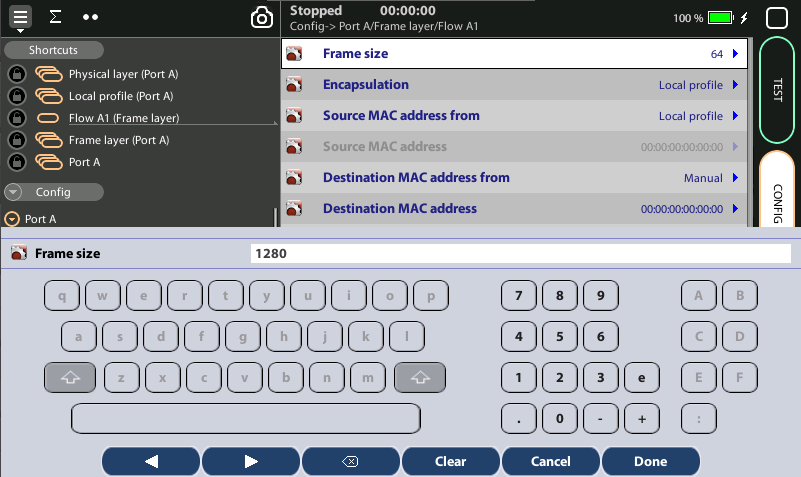 Stopped 00:00:00
Config-> Port A/Frame layer/Flow A1
100 %
Shortcuts
Physical layer (Port A)
Local profile (Port A)
Flow A1 (Frame layer)
Frame layer (Port A)
Port A
Config
Port A
Frame size 64
Encapsulation Local profile
Source MAC address from Local profile
Source MAC address 00:00:00:00:00:00
Destination MAC address from Manual
Destination MAC address 00:00:00:00:00:00
TEST
CONFIG
Frame size 1280
q w e r t y u i o p 7 8 9 A B
a s d f g h j k l 4 5 6 C D
z x c v b n m 1 2 3 e E F
. 0 - + :
Clear Cancel Done